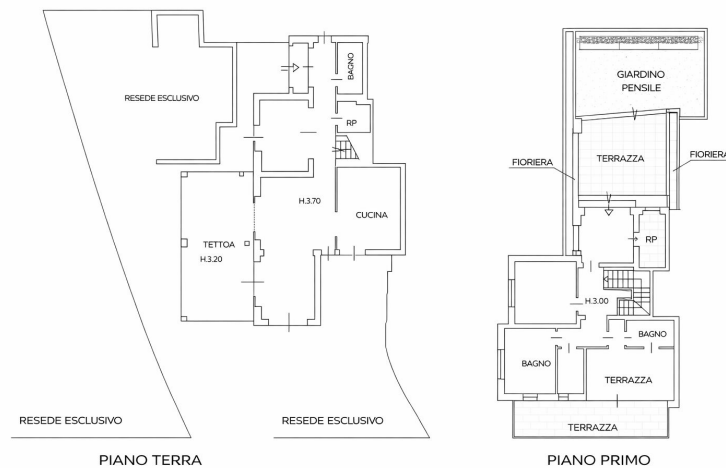 RESEDE ESCLUSIVO
BAGNO
RP
H.3.70
CUCINA
TETTOA
H.3.20
RESEDE ESCLUSIVO
RESEDE ESCLUSIVO
PIANO TERRA
GIARDINO
PENSILE
TERRAZZA
FIORIERA
FIORIERA
RP
H.3.00
BAGNO
BAGNO
TERRAZZA
TERRAZZA
PIANO PRIMO